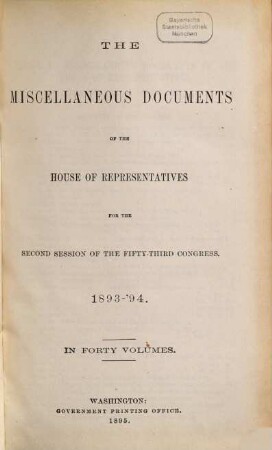 Bayerische
Staatsbibliothek
München
THE
MISCELLANEOUS DOCUMENTS
OF THE
HOUSE OF REPRESENTATIVES
FOR THE
SECOND SESSION OF THE FIFTY-THIRD CONGRESS.
1893-'94.
IN FORTY VOLUMES.
WASHINGTON:
GOVERNMENT PRINTING OFFICE.
1895.